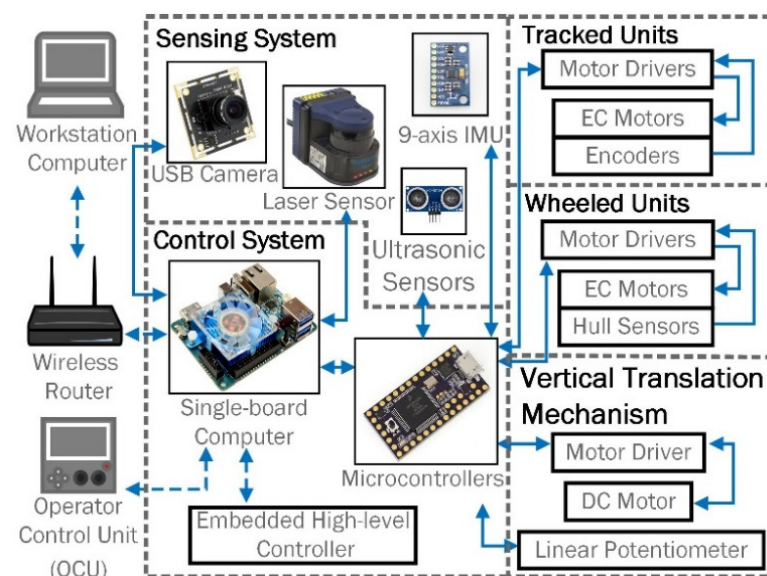 Workstation
Computer
Wireless
Router
Operator
Control Unit
(OCU)
Sensing System
USB Camera
Laser Sensor
9-axis IMU
Ultrasonic
Sensors
Control System
Single-board
Computer
Microcontrollers
Embedded High-level
Controller
Tracked Units
Motor Drivers
EC Motors
Encoders
Wheeled Units
Motor Drivers
EC Motors
Hull Sensors
Vertical Translation
Mechanism
Motor Driver
DC Motor
Linear Potentiometer